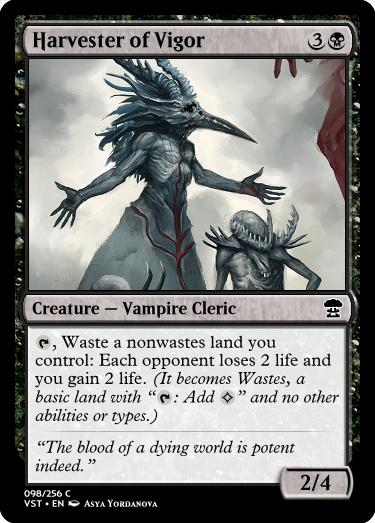 Harvester of Vigor 3
Creature — Vampire Cleric
, Waste a nonwastes land you
control: Each opponent loses 2 life and
you gain 2 life. (It becomes Wastes, a
basic land with “: Add ” and no other
abilities or types.)
“The blood of a dying world is potent
indeed.”
2/4
098/256 C
VST • EN Asya Yordanova